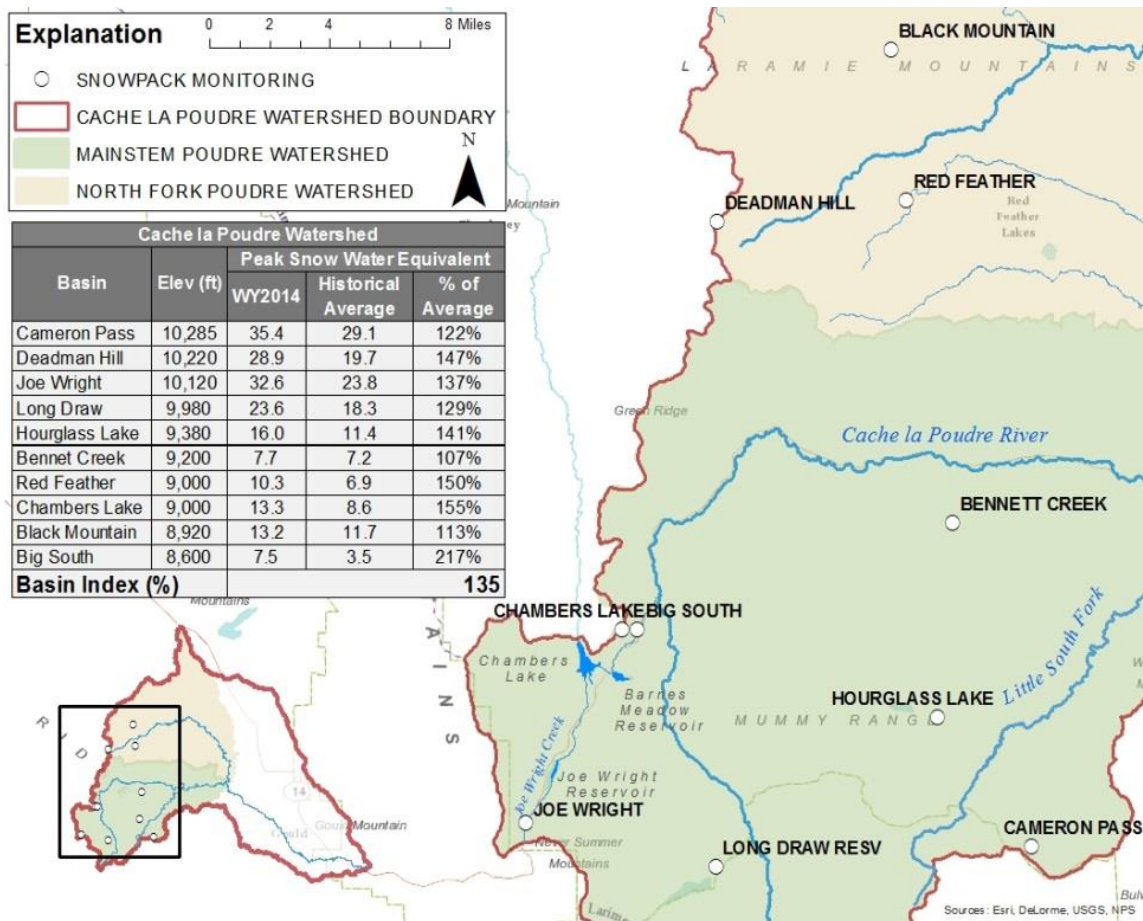 Explanation
0 2 4 8 Miles
SNOWPACK MONITORING
CACHE LA POUDRE WATERSHED BOUNDARY
MAINSTEM POUDRE WATERSHED
NORTH FORK POUDRE WATERSHED
N
Mountain
Cache la Poudre Watershed
Basin Elev (ft) Peak Snow Water Equivalent
WY2014 Historical Average % of Average
Cameron Pass 10,285 35.4 29.1 122%
Deadman Hill 10,220 28.9 19.7 147%
Joe Wright 10,120 32.6 23.8 137%
Long Draw 9,980 23.6 18.3 129%
Hourglass Lake 9,380 16.0 11.4 141%
Bennet Creek 9,200 7.7 7.2 107%
Red Feather 9,000 10.3 6.9 150%
Chambers Lake 9,000 13.3 8.6 155%
Black Mountain 8,920 13.2 11.7 113%
Big South 8,600 7.5 3.5 217%
Basin Index (%) 135
BLACK MOUNTAIN
LARAMIE MOUNTAINS
RED FEATHER
Red
Feather
Lakes
DEADMAN HILL
Green Ridge
Cache la Poudre River
BENNETT CREEK
CHAMBERS LAKE BIG SOUTH
Mountains
AINS
Chambers
Lake
Barnes
Meadow
Reservoir
Little South Fork
HOURGLASS LAKE
MUMMY RANGE
Joe Wright Creek
Joe Wright
Reservoir
JOE WRIGHT
Never Summer
Mountains
LONG DRAW RESV
CAMERON PASS
14
Gould
Mountain
Larime
Sources: Esri, DeLorme, USGS, NPS